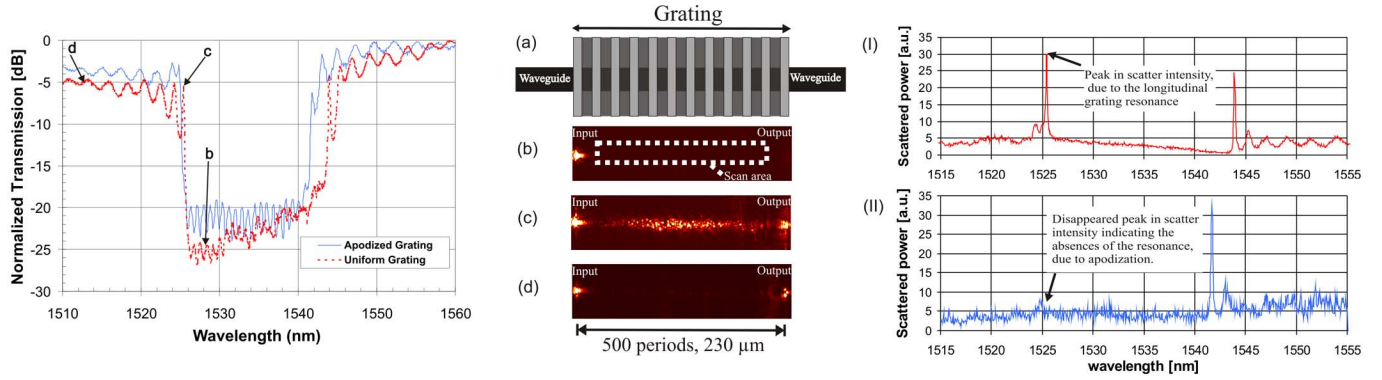 Normalized Transmission [dB]
0
-5
-10
-15
-20
-25
-30
d
c
b
Apodized Grating
Uniform Grating
1510
1520
1530
1540
1550
1560
Wavelength (nm)
Grating
(a)
Waveguide
Waveguide
(b)
Input
Output
Scan area
(c)
Input
Output
(d)
Input
Output
500 periods, 230 µm
(I)
Scattered power [a.u.]
35
30
25
20
15
10
5
0
Peak in scatter intensity,
due to the longitudinal
grating resonance
1515
1520
1525
1530
1535
1540
1545
1550
1555
(II)
Scattered power [a.u.]
35
30
25
20
15
10
5
0
Disappeared peak in scatter
intensity indicating the
absences of the resonance,
due to apodization.
1515
1520
1525
1530
1535
1540
1545
1550
1555
wavelength [nm]